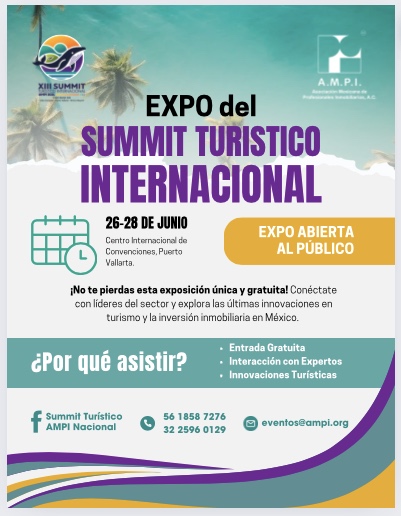 XIII SUMMIT
A.M.P.I.
Asociación Mexicana de
Profesionales Inmobiliarios, A.C.
EXPO del
SUMMIT TURÍSTICO
INTERNACIONAL
26-28 DE JUNIO
Centro Internacional de
Convenciones, Puerto
Vallarta.
EXPO ABIERTA
AL PÚBLICO
¡No te pierdas esta exposición única y gratuita! Conéctate
con líderes del sector y explora las últimas innovaciones en
turismo y la inversión inmobiliaria en México.
¿Por qué asistir?
• Entrada Gratuita
• Interacción con Expertos
• Innovaciones Turísticas
Summit Turístico
AMPI Nacional
56 1858 7276
32 2596 0129
eventos@ampi.org